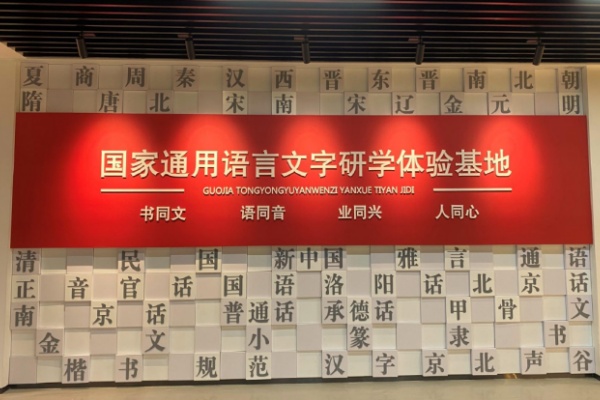 夏 商 周 秦 汉 西 晋 东 晋 南 北 朝
隋 唐 北 宋 南 宋 辽 金 元 明
国家通用语言文字研学体验基地
GUOJIA TONGYONGYUYANWENZI YANXUE TIYAN JIDI
书同文 语同音 业同兴 人同心
清 民 国 新 中 国 雅 言 通 语
正 音 官 话 国 语 洛 阳 话 北 京 话
南 京 话 普 通 话 承 德 甲 骨 文
金 文 小 篆 隶 书
楷 书 规 范 汉 字 京 北 声 谷